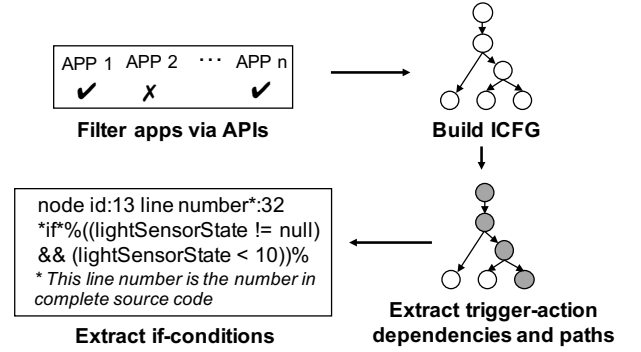 APP 1 APP 2 ··· APP n
✔ ✗ ✔
Filter apps via APIs
Build ICFG
node id:13 line number*:32
*if*%((lightSensorState != null)
&& (lightSensorState < 10))%
* This line number is the number in
complete source code
Extract if-conditions
Extract trigger-action
dependencies and paths